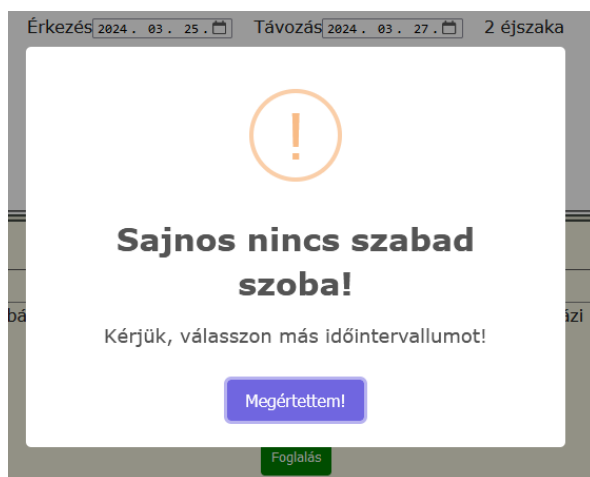 Érkezés 2024. 03. 25. Távozás 2024. 03. 27. 2 éjszaka
!
Sajnos nincs szabad
szoba!
Kérjük, válasszon más időintervallumot!
Megértettem!
Foglalás